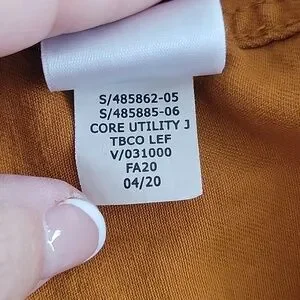 S/485862-05
S/485885-06
CORE UTILITY J
TBCO LEF
V/031000
FA20
04/20